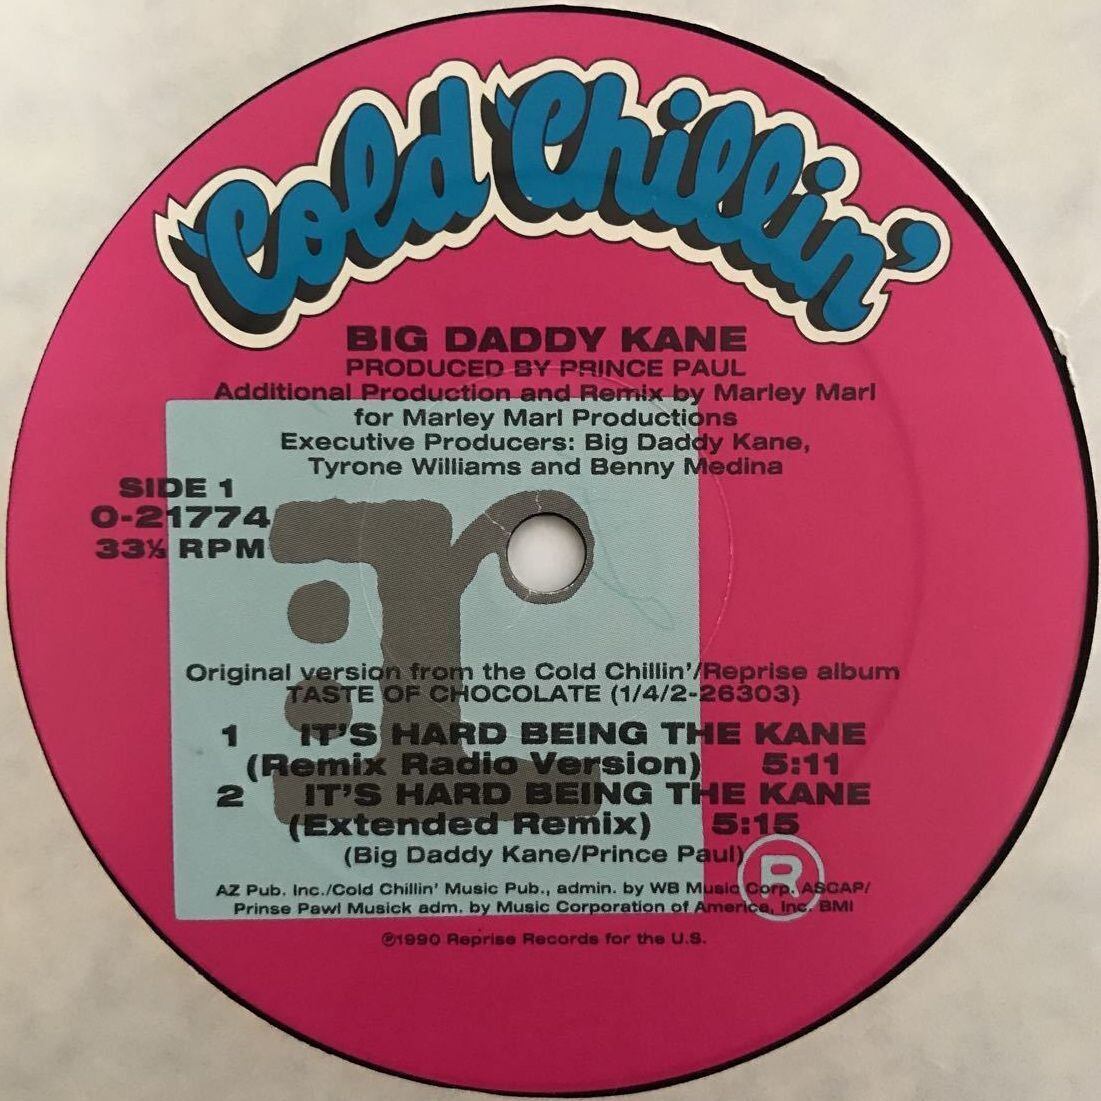 Cold Chillin'
BIG DADDY KANE
PRODUCED BY PRINCE PAUL
Additional Production and Remix by Marley Marl
for Marley Marl Productions
Executive Producers: Big Daddy Kane,
Tyrone Williams and Benny Medina
SIDE 1
0-21774
33⅓ RPM
r
Original version from the Cold Chillin'/Reprise album
TASTE OF CHOCOLATE (1/4/2-26303)
1 IT'S HARD BEING THE KANE
(Remix Radio Version) 5:11
2 IT'S HARD BEING THE KANE
(Extended Remix) 5:15
(Big Daddy Kane/Prince Paul)
R
AZ Pub. Inc./Cold Chillin' Music Pub., admin. by WB Music Corp. ASCAP/
Prinse Pawl Musick adm. by Music Corporation of America, Inc. BMI
℗1990 Reprise Records for the U.S.